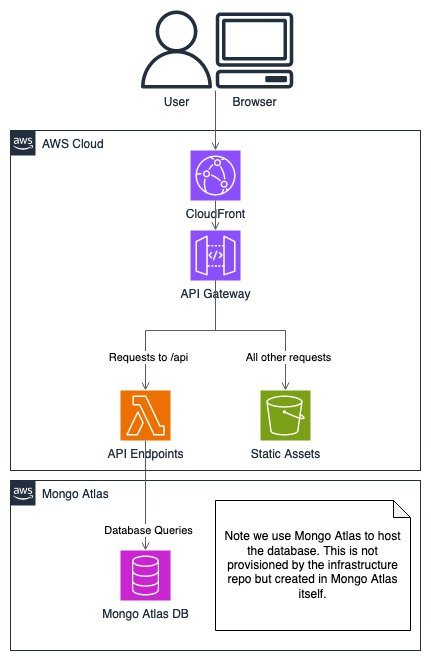 User
Browser
aws
AWS Cloud
CloudFront
</>
API Gateway
Requests to /api
All other requests
API Endpoints
Static Assets
aws
Mongo Atlas
Database Queries
Mongo Atlas DB
Note we use Mongo Atlas to host
the database. This is not
provisioned by the infrastructure
repo but created in Mongo Atlas
itself.